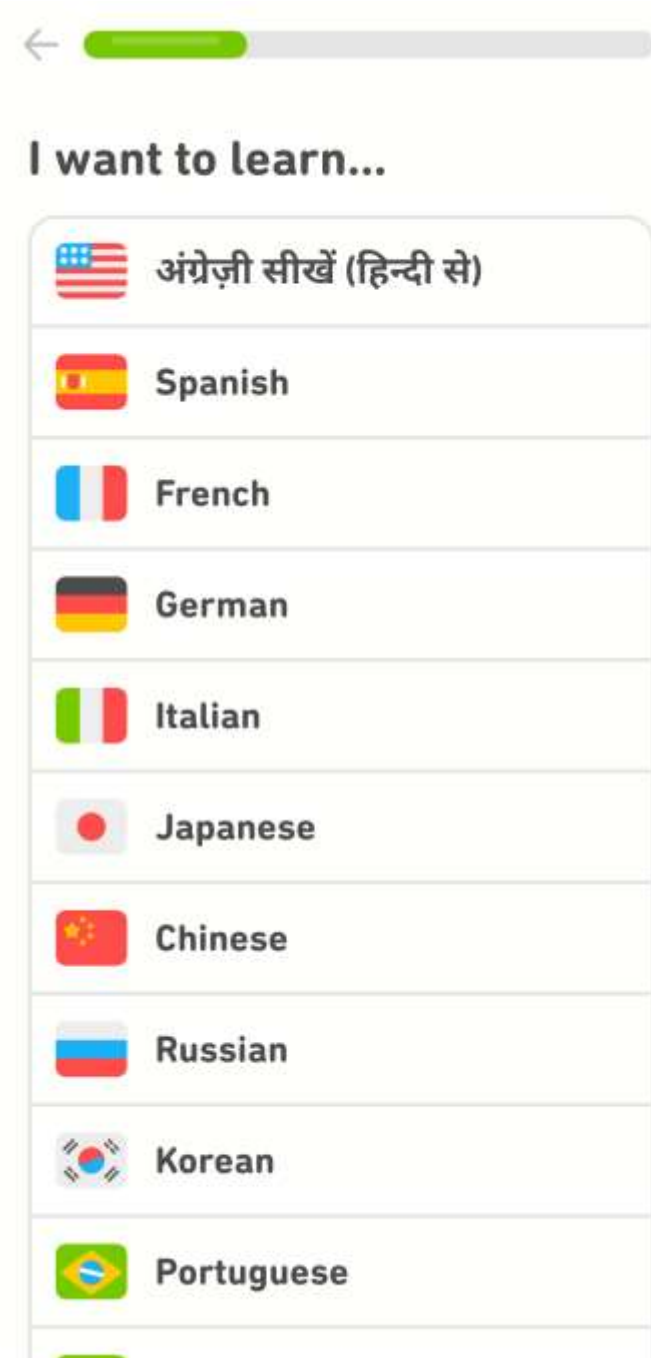 I want to learn...
अंग्रेज़ी सीखें (हिन्दी से)
Spanish
French
German
Italian
Japanese
Chinese
Russian
Korean
Portuguese